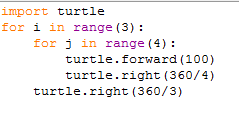 import turtle
for i in range(3):
    for j in range(4):
        turtle.forward(100)
        turtle.right(360/4)
    turtle.right(360/3)